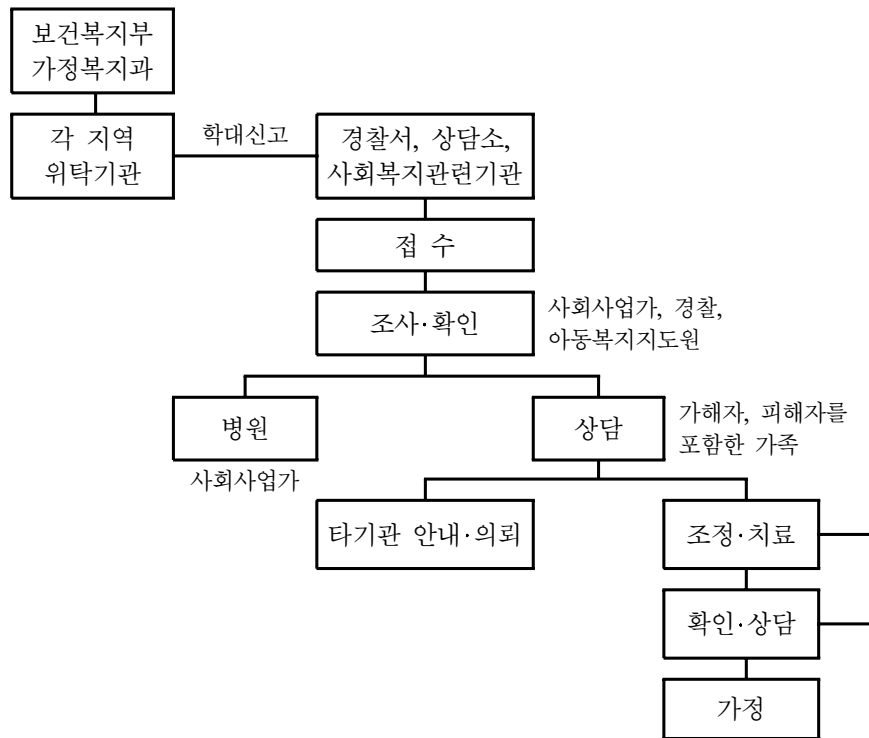 보건복지부
가정복지과
각 지역
위탁기관
학대신고
경찰서, 상담소,
사회복지관련기관
접 수
조사·확인
사회사업가, 경찰,
아동복지지도원
병원
사회사업가
상담
가해자, 피해자를
포함한 가족
타기관 안내·의뢰
조정·치료
확인·상담
가정